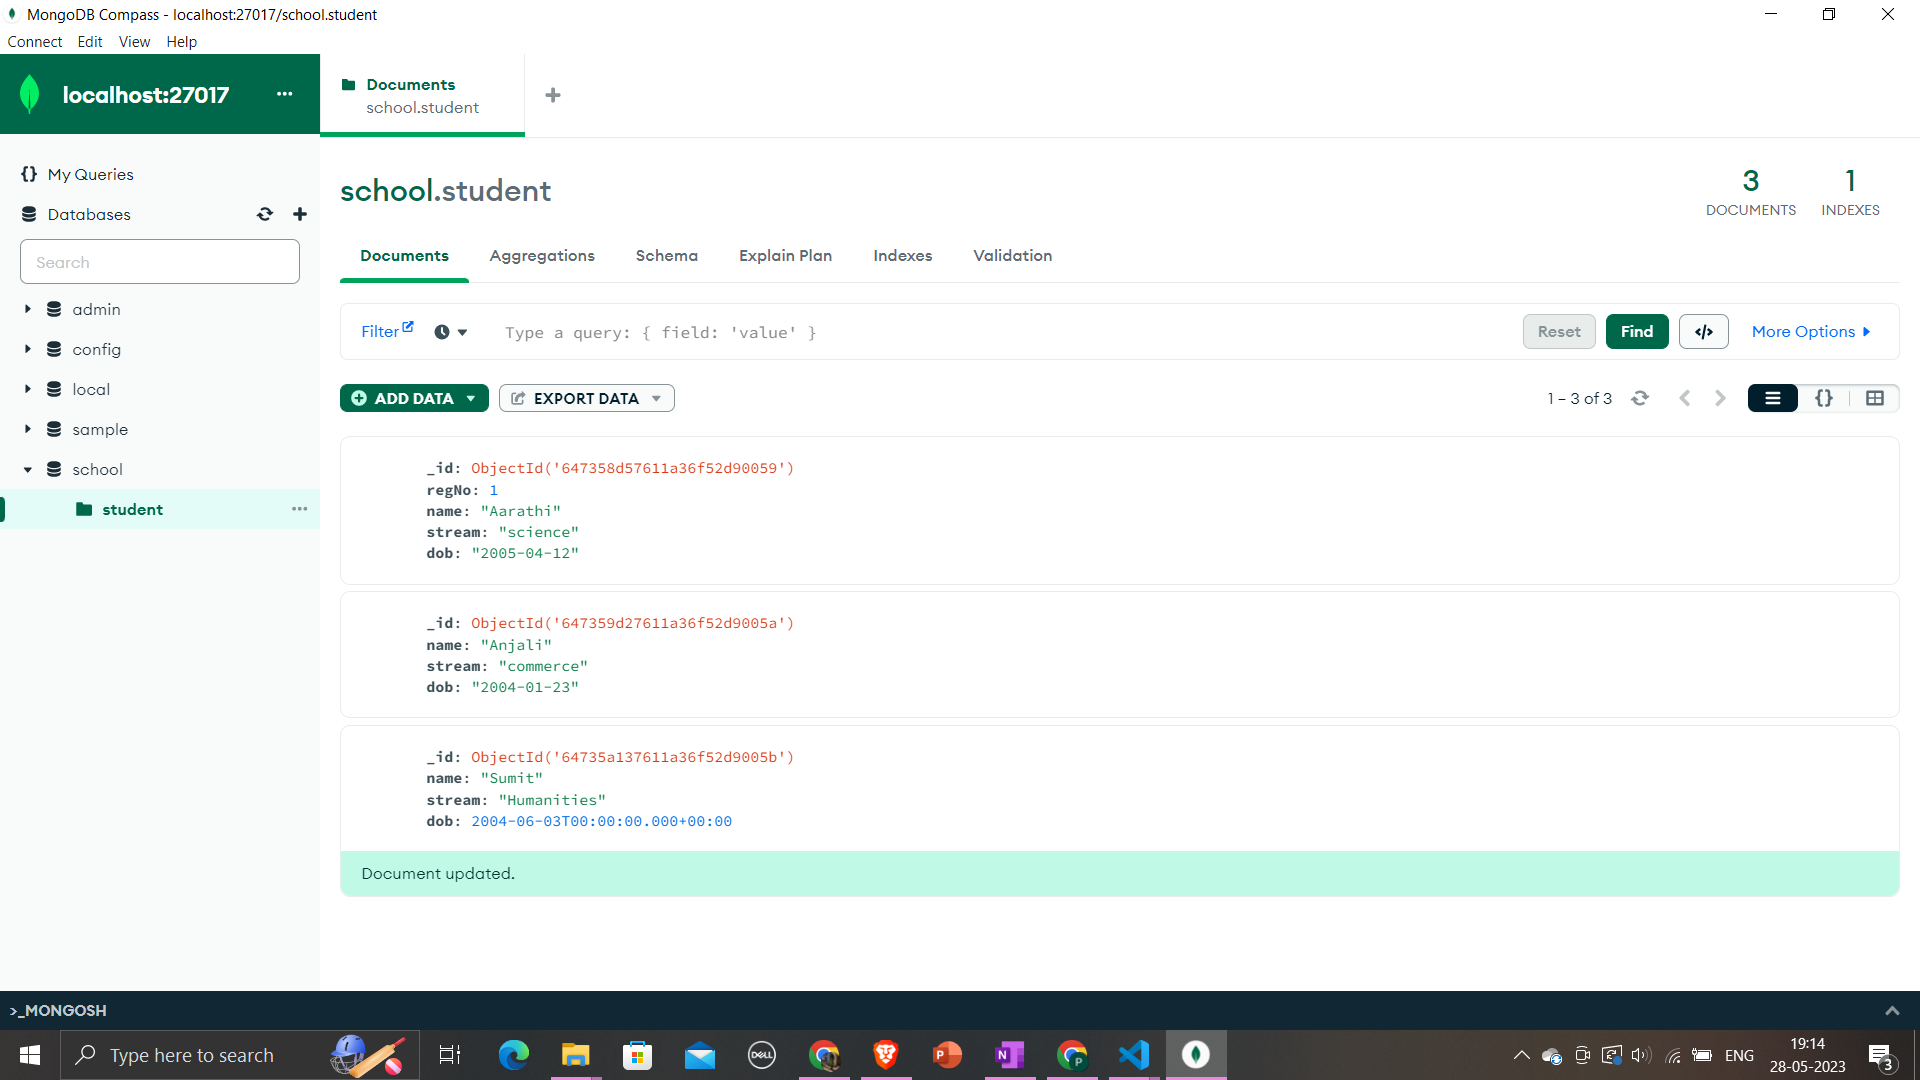 MongoDB Compass - localhost:27017/school.student
Connect Edit View Help
localhost:27017 ...
Documents
school.student
{} My Queries
Databases
Search
admin
config
local
sample
school
student
school.student
3
DOCUMENTS
1
INDEXES
Documents Aggregations Schema Explain Plan Indexes Validation
Filter Type a query: { field: 'value' } Reset Find </> More Options
ADD DATA EXPORT DATA 1 – 3 of 3 {}
_id: ObjectId('647358d57611a36f52d90059')
regNo: 1
name: "Aarathi"
stream: "science"
dob: "2005-04-12"
_id: ObjectId('647359d27611a36f52d9005a')
name: "Anjali"
stream: "commerce"
dob: "2004-01-23"
_id: ObjectId('64735a137611a36f52d9005b')
name: "Sumit"
stream: "Humanities"
dob: 2004-06-03T00:00:00.000+00:00
Document updated.
>_MONGOSH
Type here to search
DELL
P
N
P
ENG
19:14
28-05-2023
3